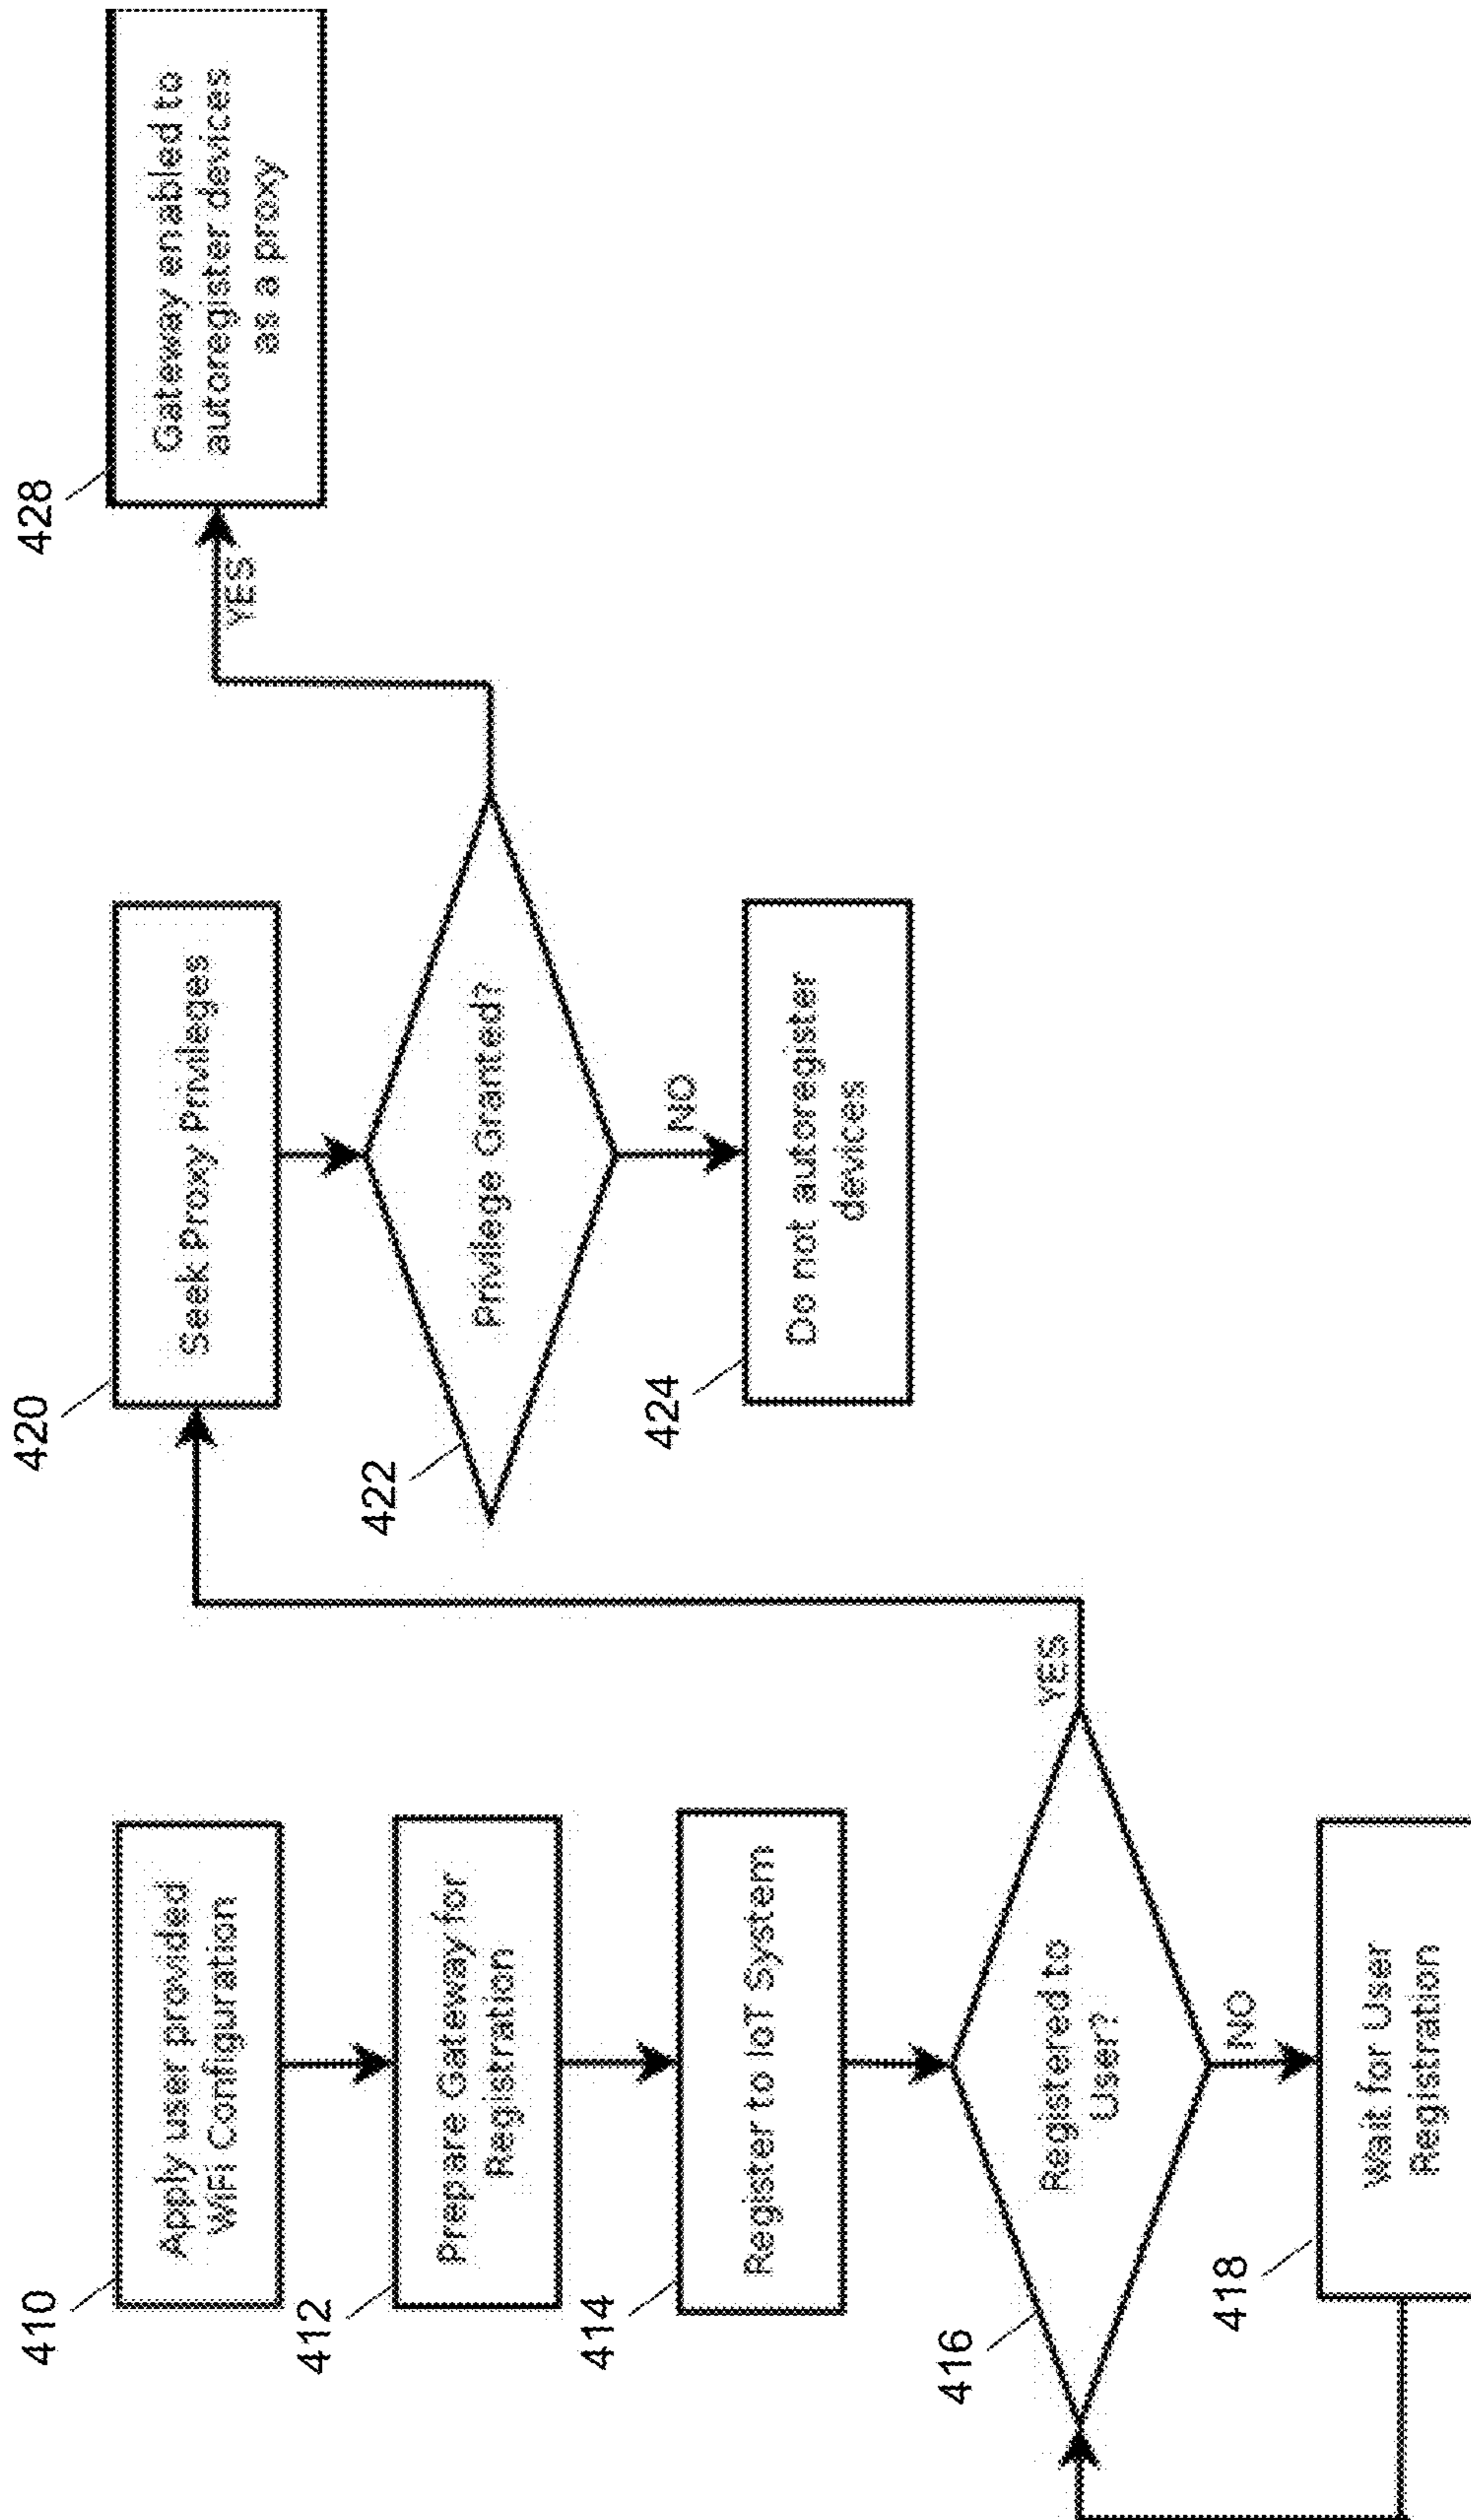 410
Apply user provided
WiFi Configuration
412
Prepare Gateway for
Registration
414
Register to IoT System
416
Registered to
User?
YES
NO
418
Wait for User
Registration
420
Seek Proxy Privileges
422
Privilege Granted?
YES
NO
424
Do not autoregister
devices
428
Gateway enabled to
autoregister devices
as a proxy